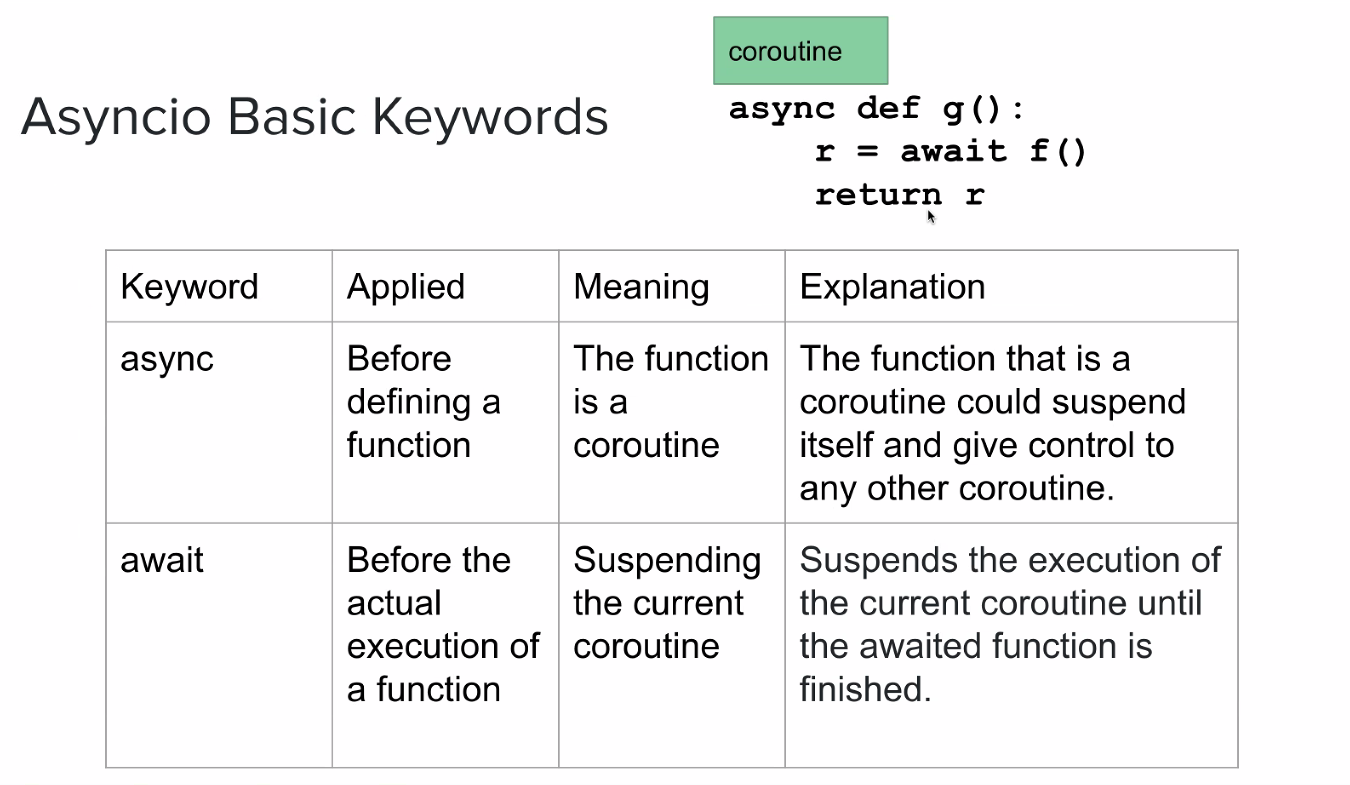 coroutine
Asyncio Basic Keywords
async def g():
    r = await f()
    return r
Keyword
Applied
Meaning
Explanation
async
Before
defining a
function
The function
is a
coroutine
The function that is a
coroutine could suspend
itself and give control to
any other coroutine.
await
Before the
actual
execution of
a function
Suspending
the current
coroutine
Suspends the execution of
the current coroutine until
the awaited function is
finished.